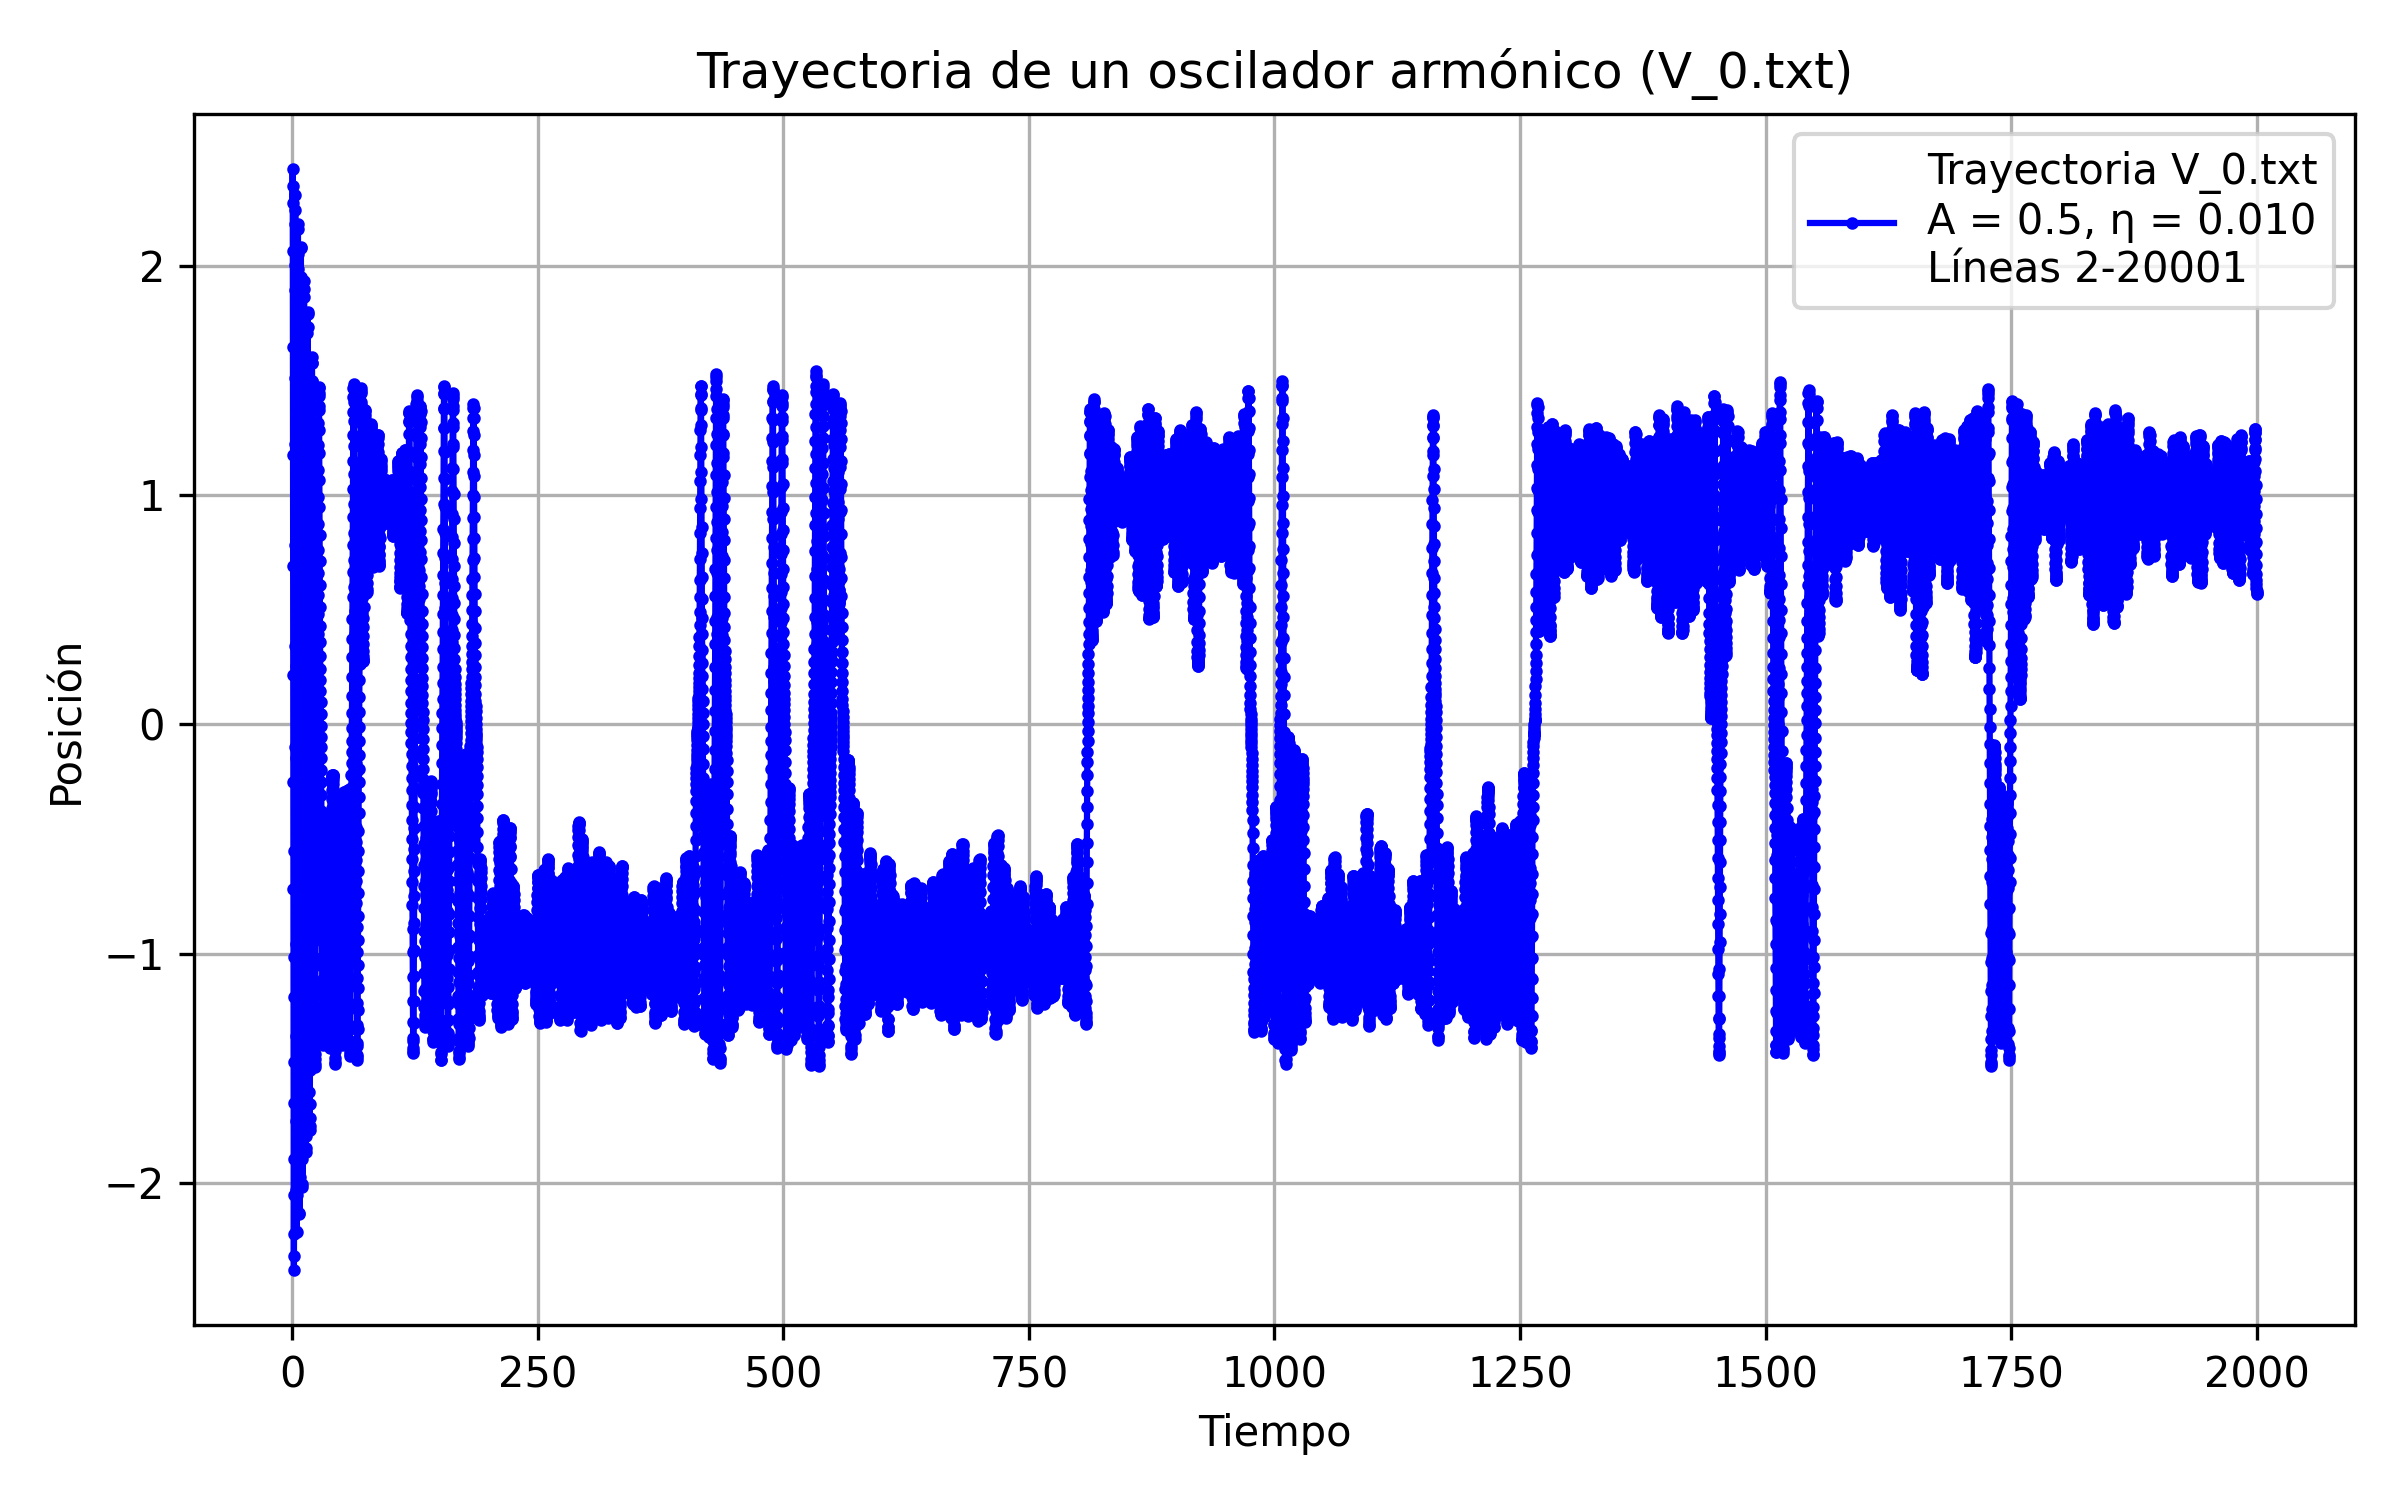 Trayectoria de un oscilador armónico (V_0.txt)
Trayectoria V_0.txt
A = 0.5, η = 0.010
Líneas 2-20001
Posición
2
1
0
−1
−2
0 250 500 750 1000 1250 1500 1750 2000
Tiempo